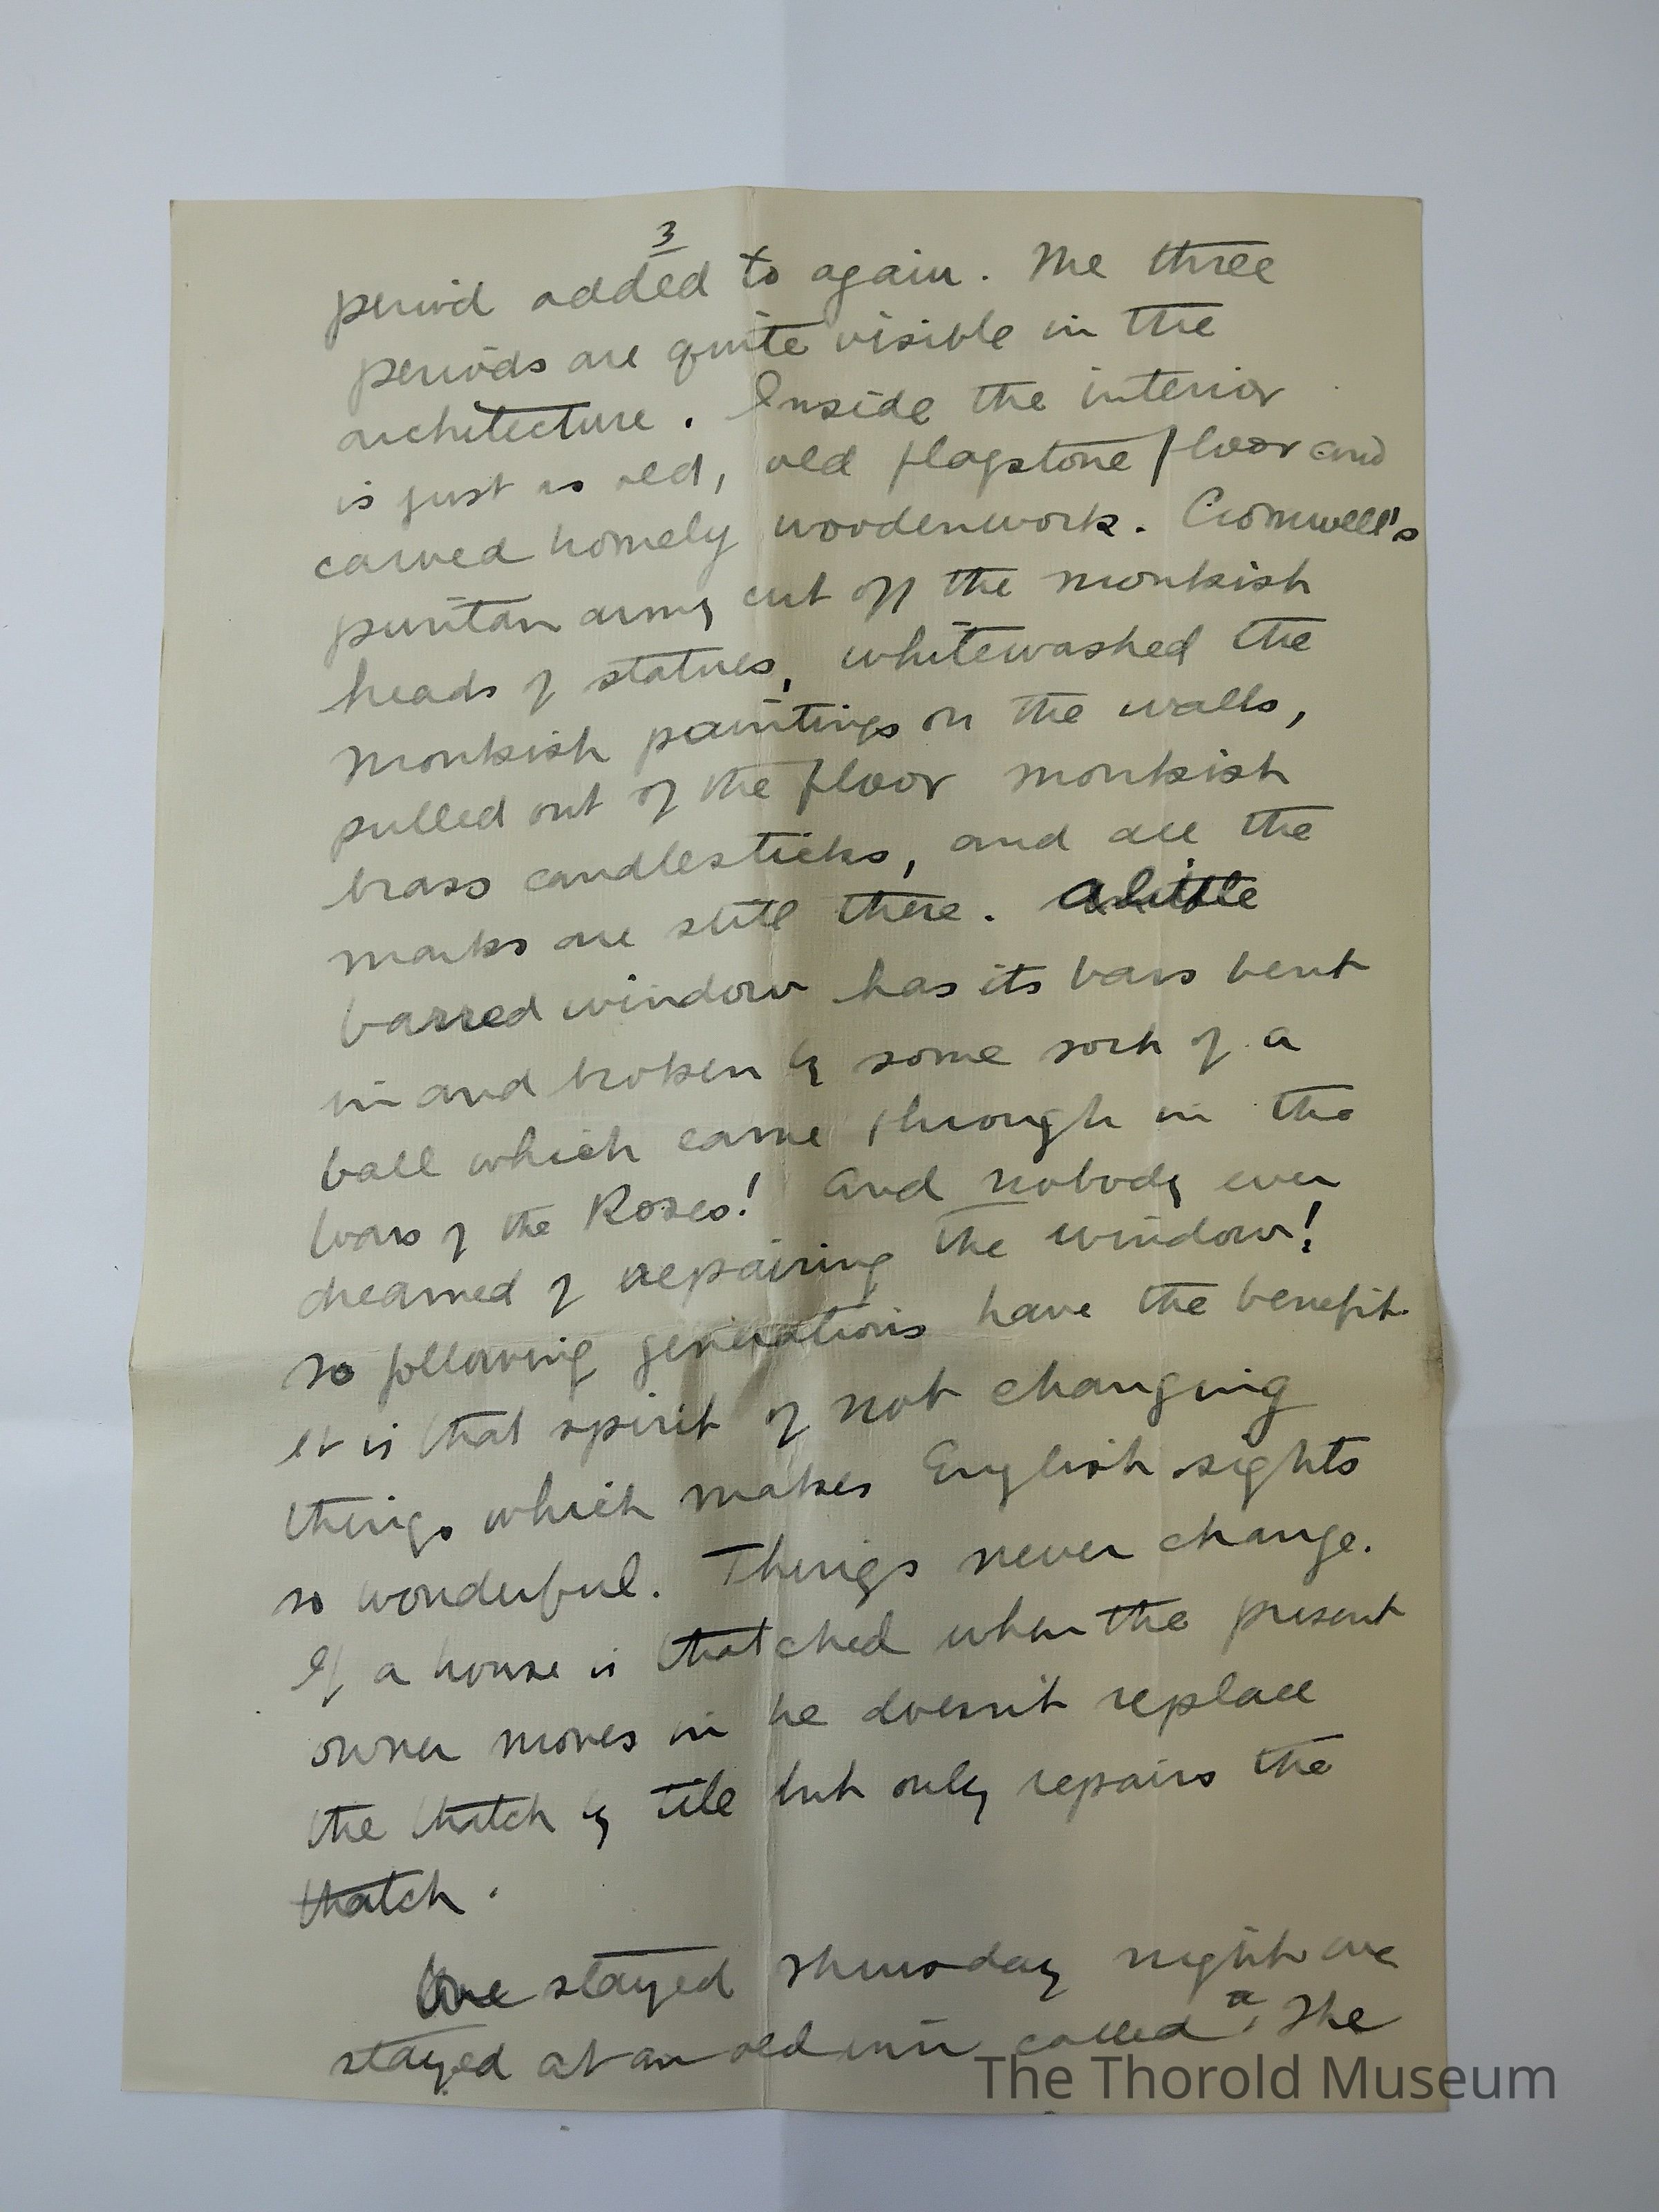 3
period added to again. The three
periods are quite visible in the
architecture. Inside the interior
is just as old, old flagstone floor and
carved homely woodenwork. Cromwell's
puritan army cut off the monkish
heads of statues, whitewashed the
monkish paintings on the walls,
pulled out of the floor monkish
brass candlesticks, and all the
marks are still there. A little
barred window has its bars bent
in and broken by some sort of a
ball which came through in the
Wars of the Roses! And nobody ever
dreamed of repairing the window!
so following generations have the benefit.
It is that spirit of not changing
things which makes English sights
so wonderful. Things never change.
If a house is thatched when the present
owner moves in he doesn't replace
the thatch by tile but only repairs the
thatch.
We stayed Thursday night we
stayed at an old inn called "The
The Thorold Museum